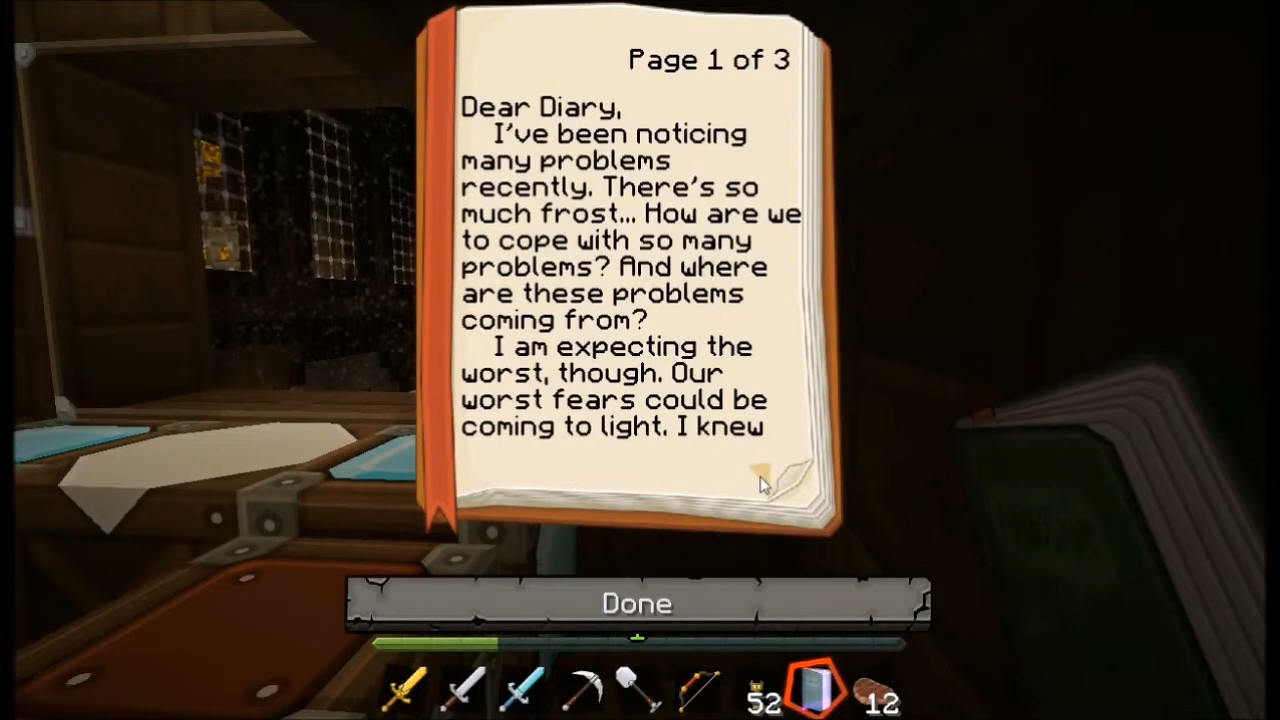 Page 1 of 3
Dear Diary,
I've been noticing
many problems
recently. There's so
much frost... How are we
to cope with so many
problems? And where
are these problems
coming from?
I am expecting the
worst, though. Our
worst fears could be
coming to light. I knew
Done
52
12